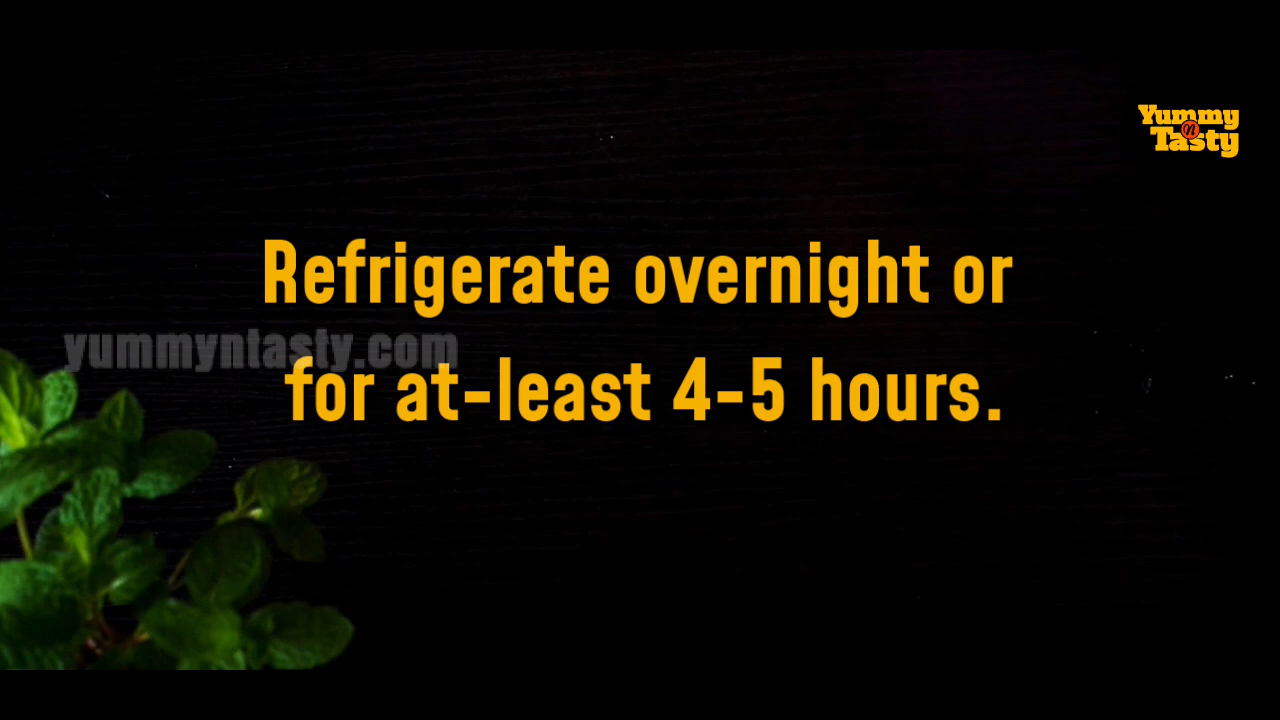 Yummy
n
Tasty
Refrigerate overnight or
yummyntasty.com
for at-least 4-5 hours.